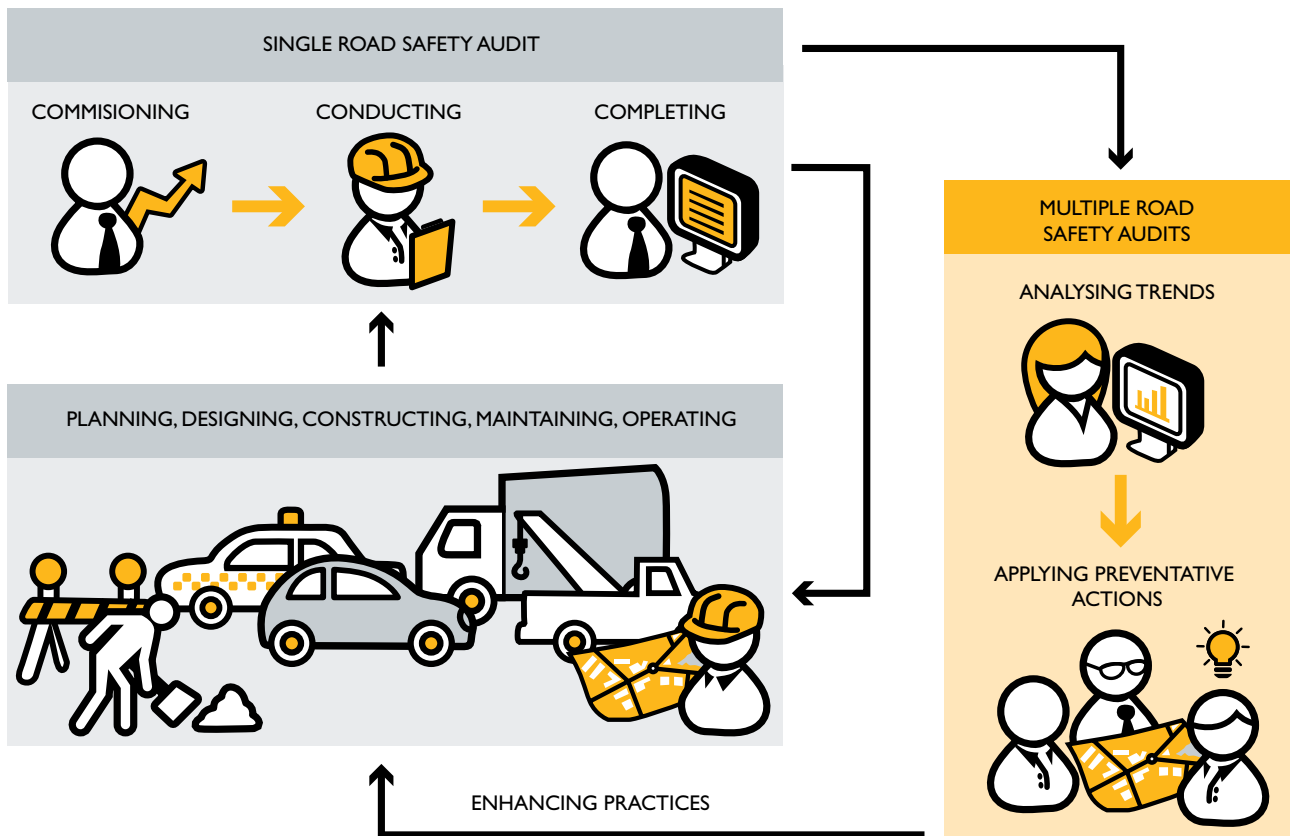 SINGLE ROAD SAFETY AUDIT
COMMISIONING
CONDUCTING
COMPLETING
MULTIPLE ROAD
SAFETY AUDITS
ANALYSING TRENDS
PLANNING, DESIGNING, CONSTRUCTING, MAINTAINING, OPERATING
APPLYING PREVENTATIVE
ACTIONS
ENHANCING PRACTICES